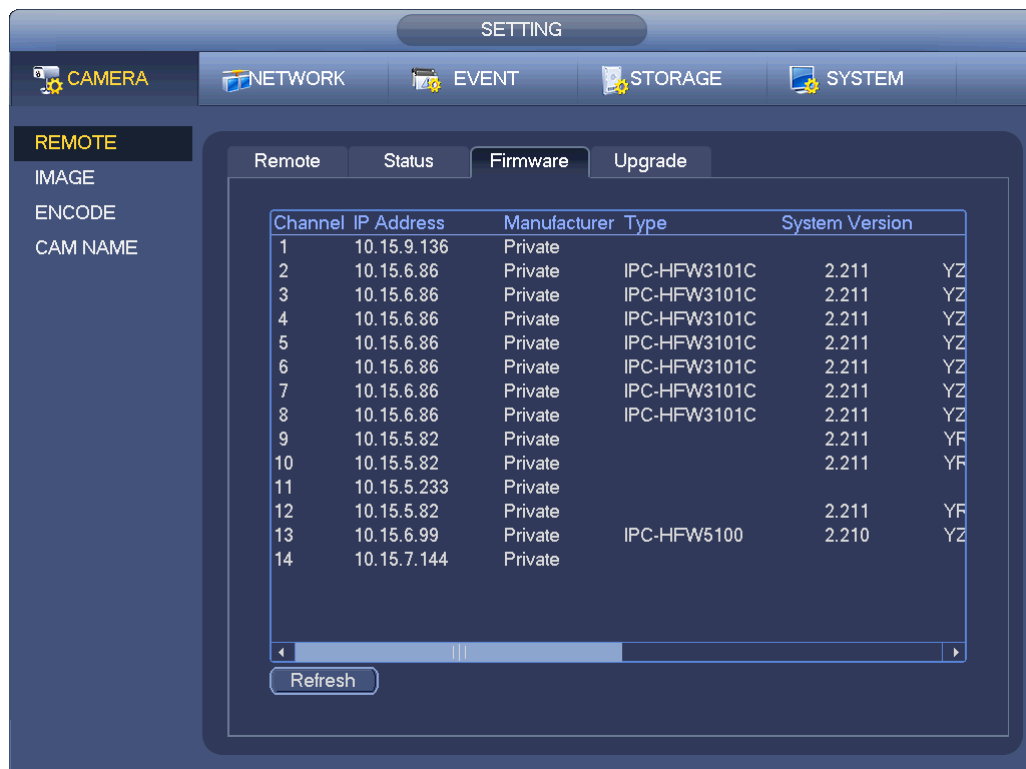 SETTING
CAMERA NETWORK EVENT STORAGE SYSTEM
REMOTE
IMAGE
ENCODE
CAM NAME
Remote Status Firmware Upgrade
Channel IP Address Manufacturer Type System Version
1 10.15.9.136 Private
2 10.15.6.86 Private IPC-HFW3101C 2.211 YZ
3 10.15.6.86 Private IPC-HFW3101C 2.211 YZ
4 10.15.6.86 Private IPC-HFW3101C 2.211 YZ
5 10.15.6.86 Private IPC-HFW3101C 2.211 YZ
6 10.15.6.86 Private IPC-HFW3101C 2.211 YZ
7 10.15.6.86 Private IPC-HFW3101C 2.211 YZ
8 10.15.6.86 Private IPC-HFW3101C 2.211 YZ
9 10.15.5.82 Private 2.211 YR
10 10.15.5.82 Private 2.211 YR
11 10.15.5.233 Private
12 10.15.5.82 Private 2.211 YR
13 10.15.6.99 Private IPC-HFW5100 2.210 YZ
14 10.15.7.144 Private
Refresh